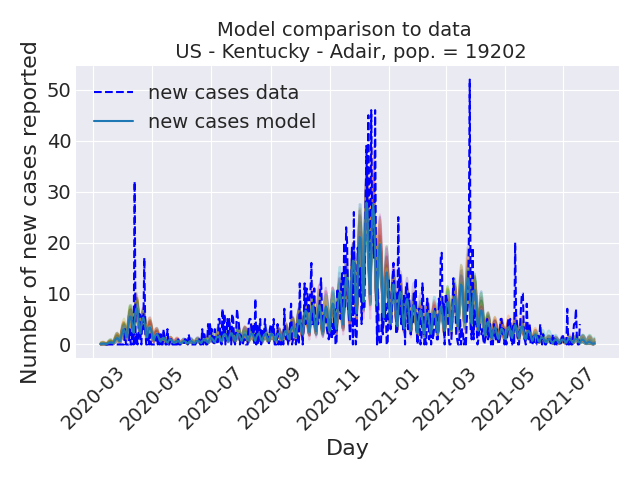 Model comparison to data
US - Kentucky - Adair, pop. = 19202
Number of new cases reported
50
40
30
20
10
0
new cases data
new cases model
2020-03
2020-05
2020-07
2020-09
2020-11
2021-01
2021-03
2021-05
2021-07
Day